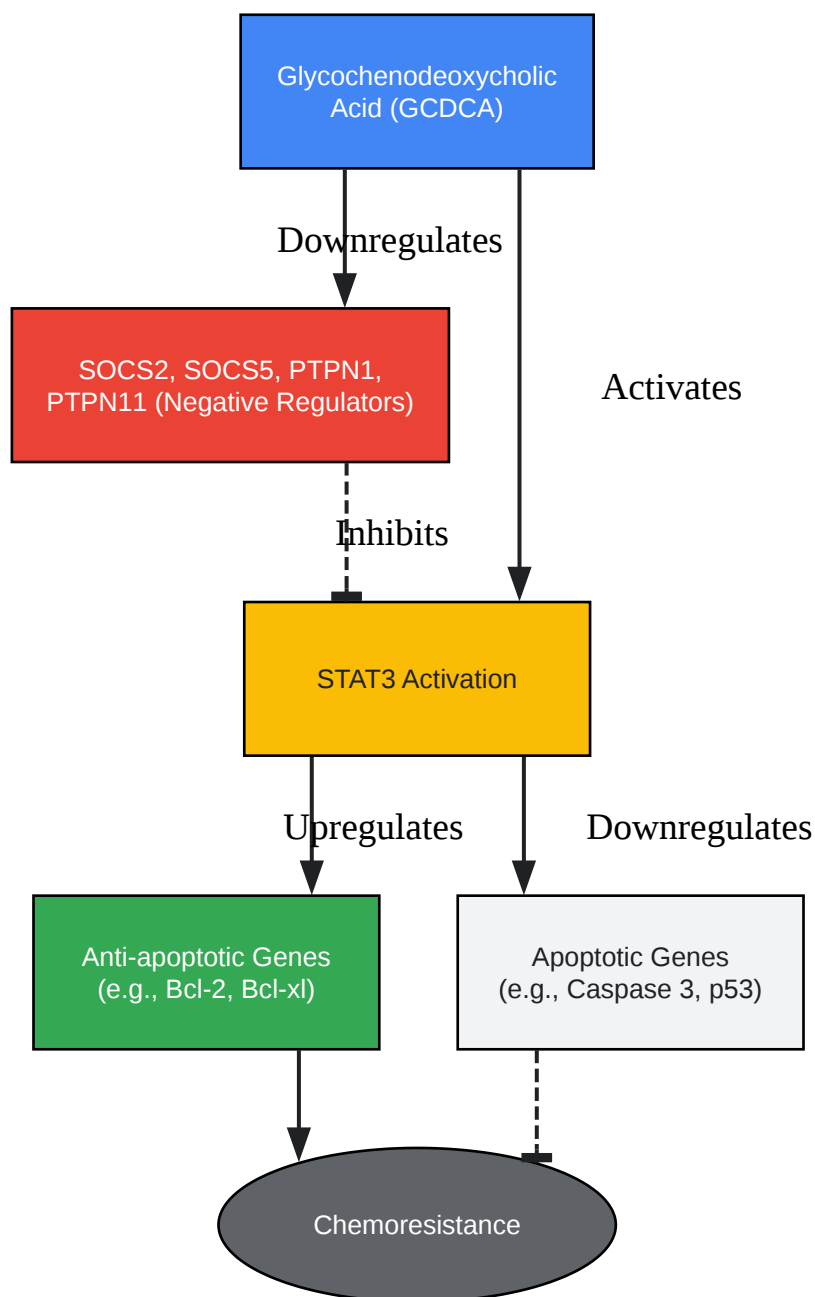 Glycochenodeoxycholic
Acid (GCDCA)
Downregulates
SOCS2, SOCS5, PTPN1,
PTPN11 (Negative Regulators)
Activates
Inhibits
STAT3 Activation
Upregulates
Downregulates
Anti-apoptotic Genes
(e.g., Bcl-2, Bcl-xl)
Apoptotic Genes
(e.g., Caspase 3, p53)
Chemoresistance